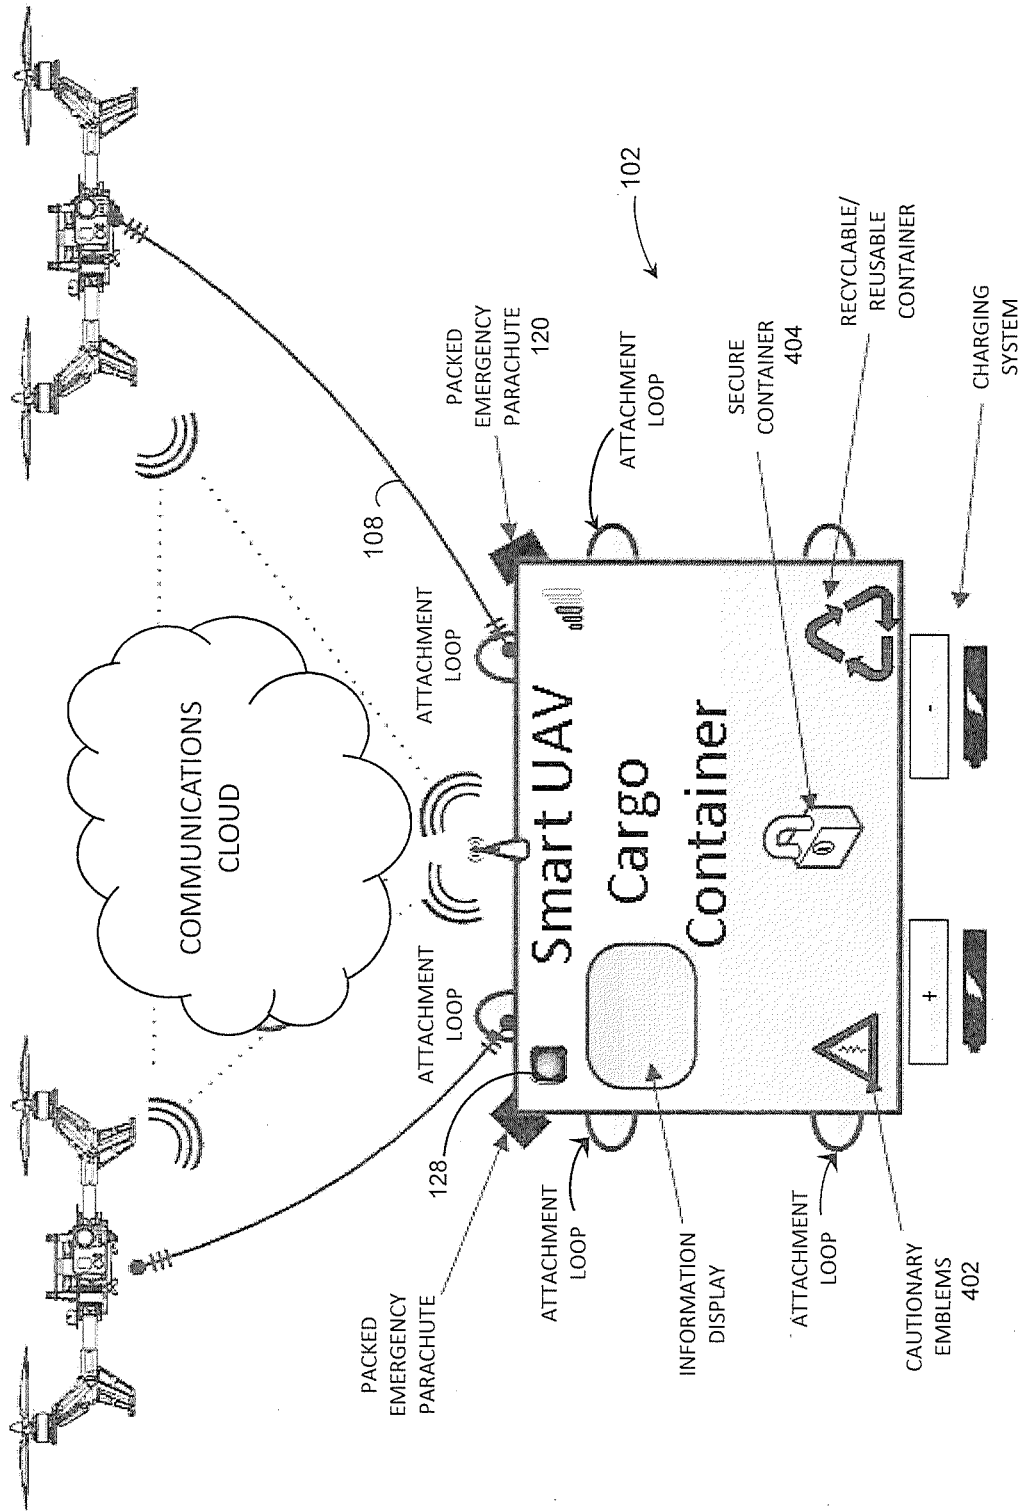 COMMUNICATIONS
CLOUD
108
102
PACKED
EMERGENCY
PARACHUTE
PACKED
EMERGENCY
PARACHUTE
120
128
ATTACHMENT
LOOP
ATTACHMENT
LOOP
ATTACHMENT
LOOP
ATTACHMENT
LOOP
Smart UAV
Cargo
Container
INFORMATION
DISPLAY
SECURE
CONTAINER
404
ATTACHMENT
LOOP
RECYCLABLE/
REUSABLE
CONTAINER
CAUTIONARY
EMBLEMS
402
+
-
CHARGING
SYSTEM